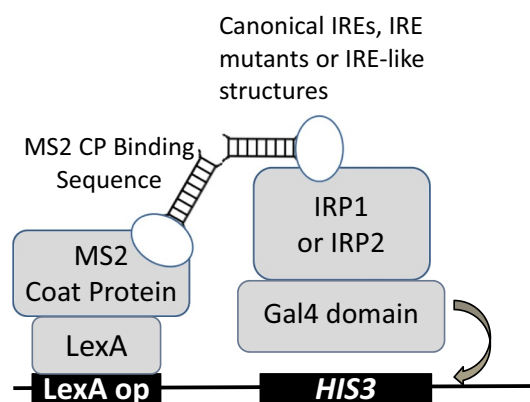 Canonical IREs, IRE
mutants or IRE-like
structures
MS2 CP Binding
Sequence
IRP1
or IRP2
MS2
Coat Protein
Gal4 domain
LexA
LexA op
HIS3